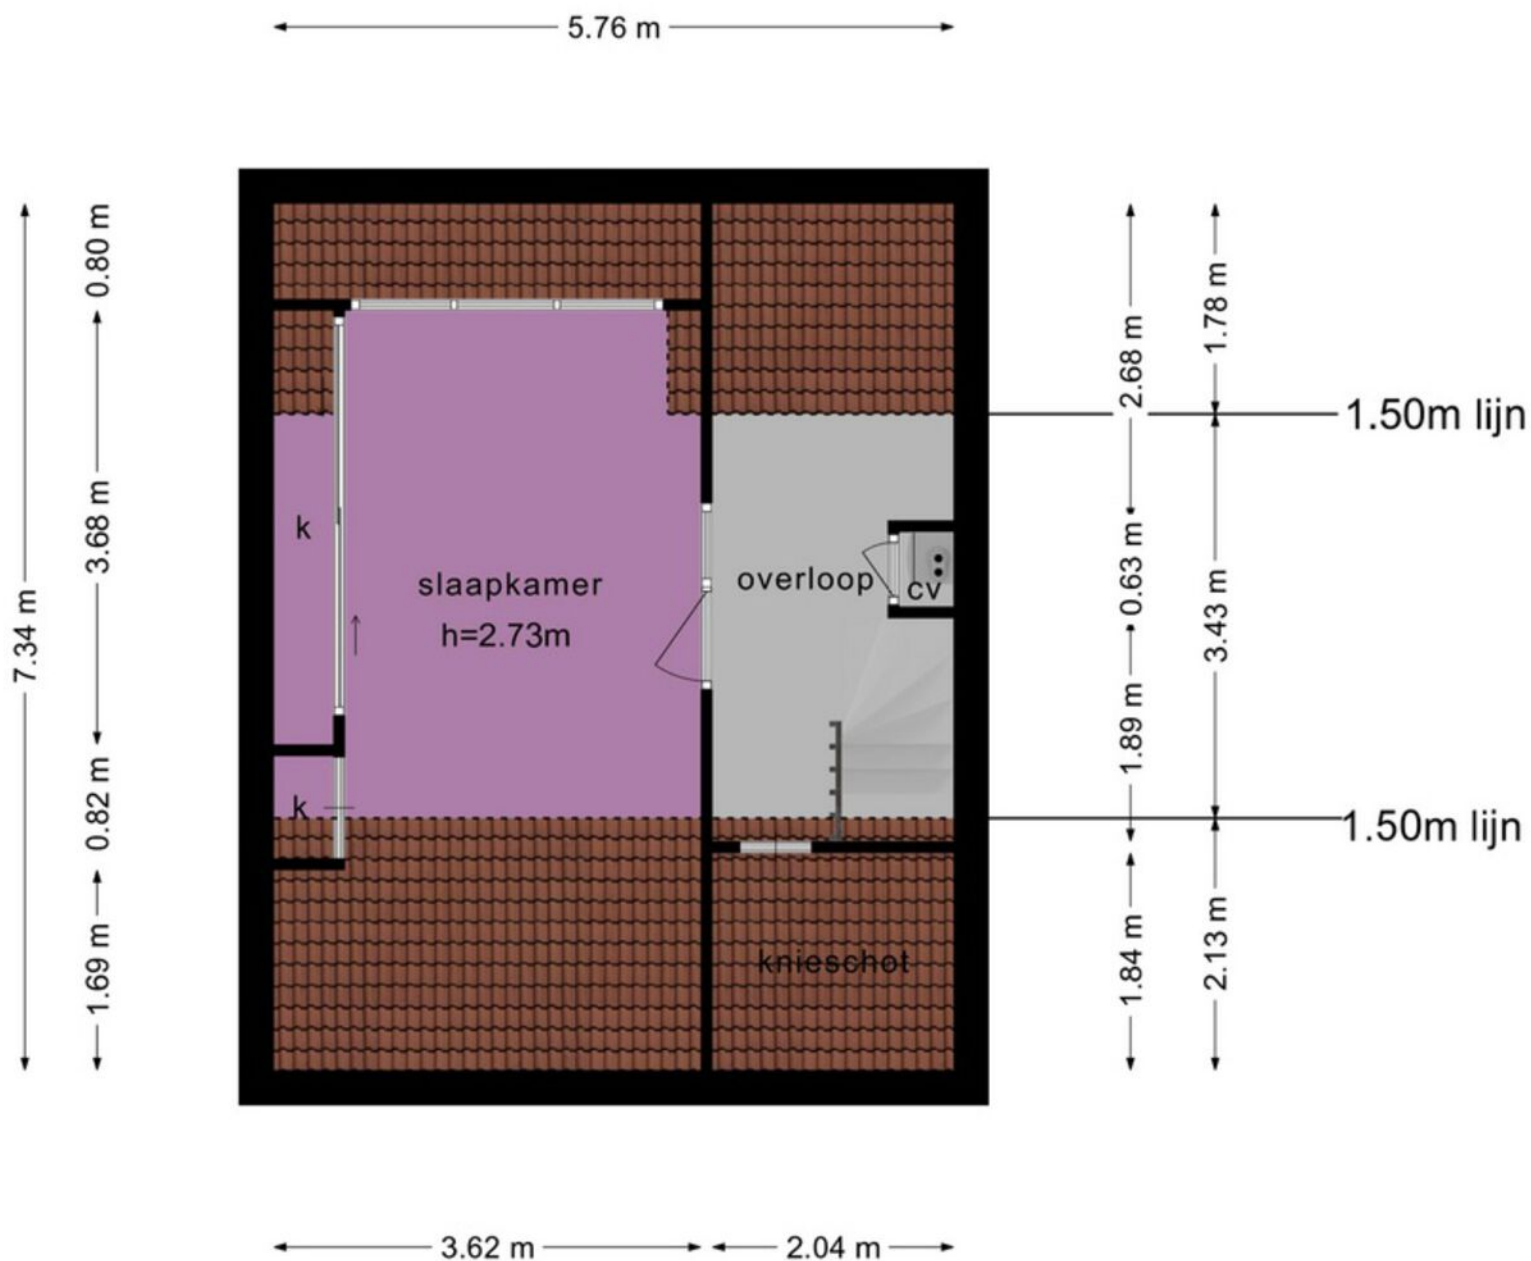 5.76 m
0.80 m
3.68 m
7.34 m
0.82 m
1.69 m
k
k
slaapkamer
h=2.73m
overloop
cv
knieschot
2.68 m
0.63 m
1.89 m
1.84 m
1.78 m
3.43 m
2.13 m
1.50m lijn
1.50m lijn
3.62 m
2.04 m